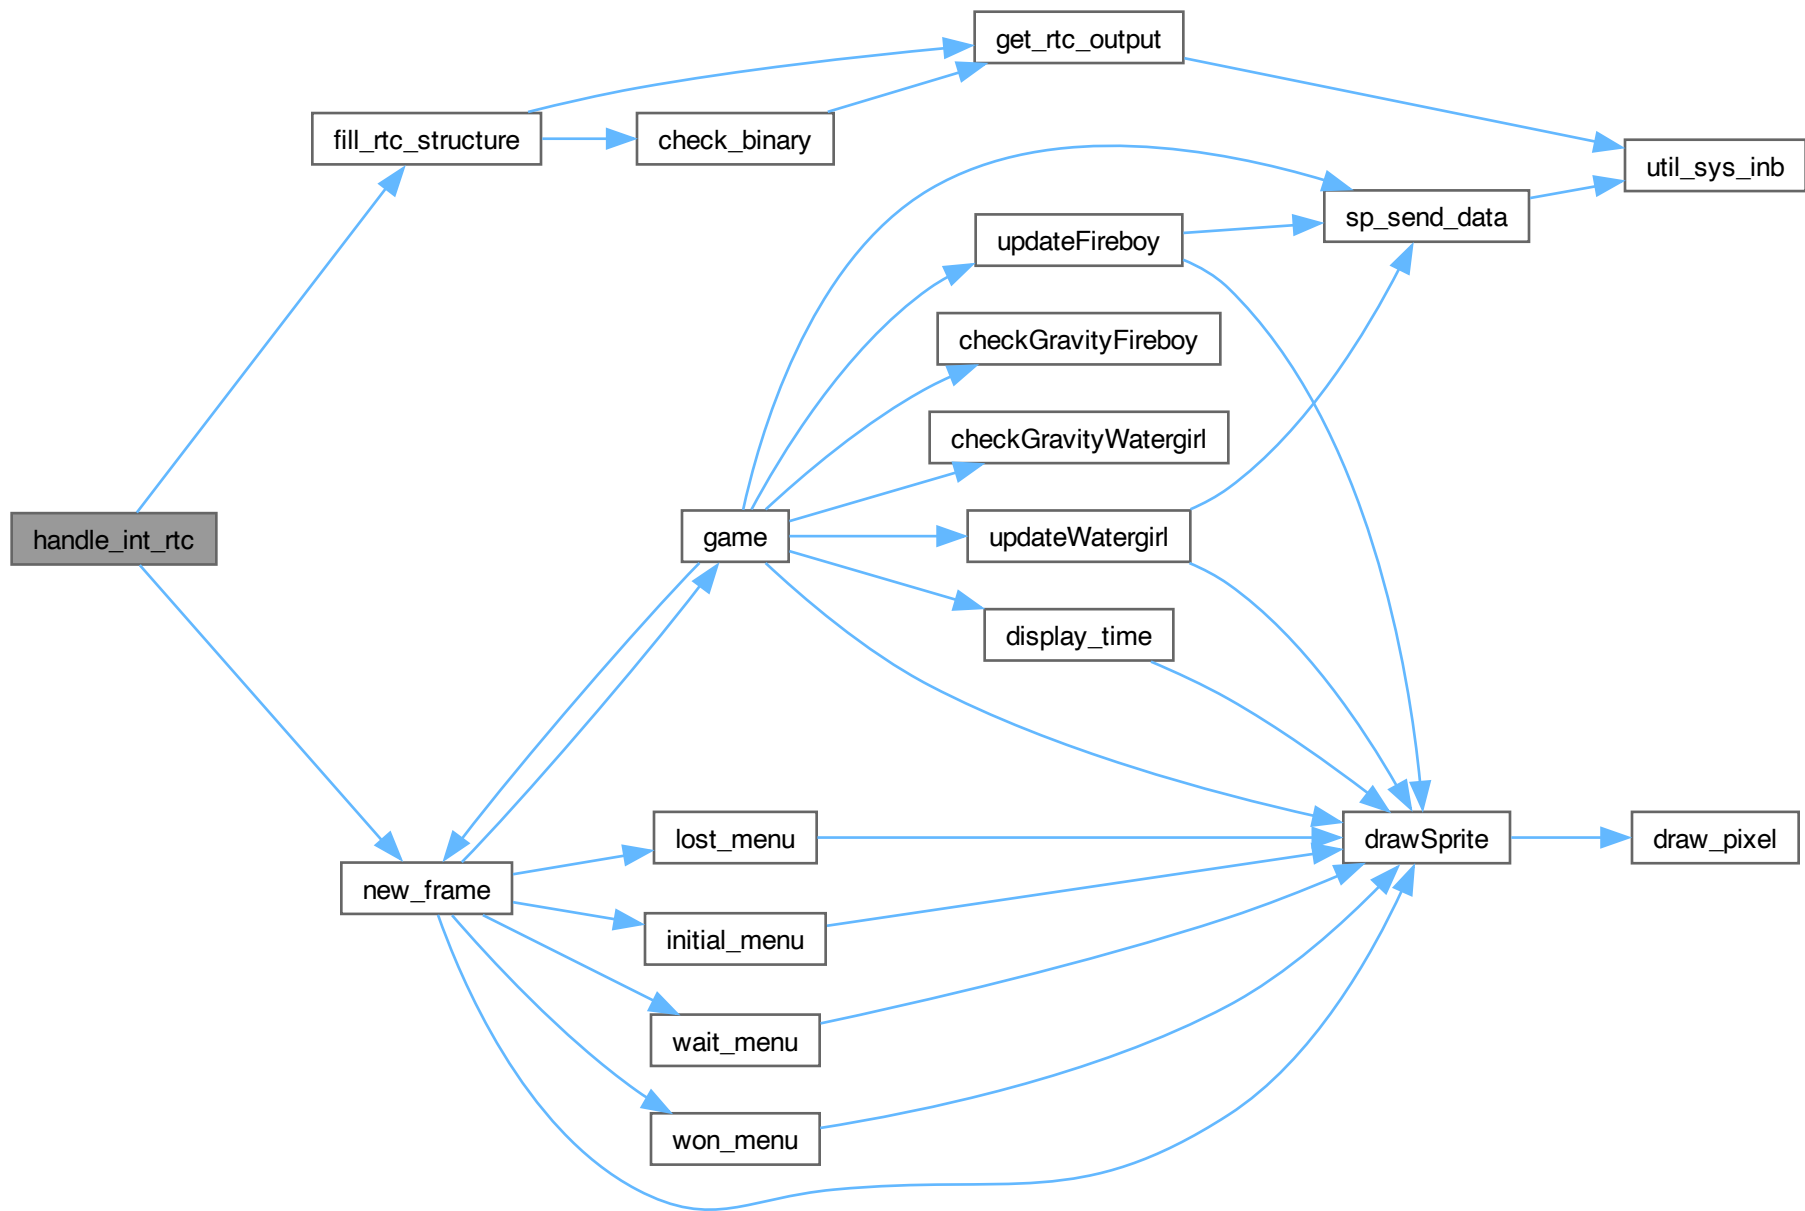 get_rtc_output
fill_rtc_structure
check_binary
util_sys_inb
sp_send_data
updateFireboy
checkGravityFireboy
checkGravityWatergirl
handle_int_rtc
game
updateWatergirl
display_time
lost_menu
drawSprite
draw_pixel
new_frame
initial_menu
wait_menu
won_menu